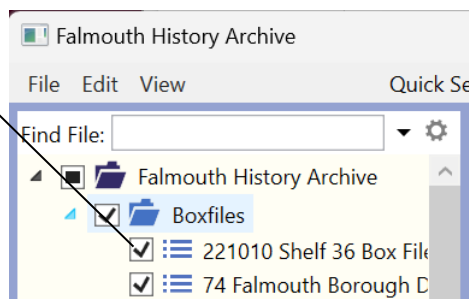 Falmouth History Archive
File Edit View Quick Se
Find File:
Falmouth History Archive
Boxfiles
221010 Shelf 36 Box File
74 Falmouth Borough D